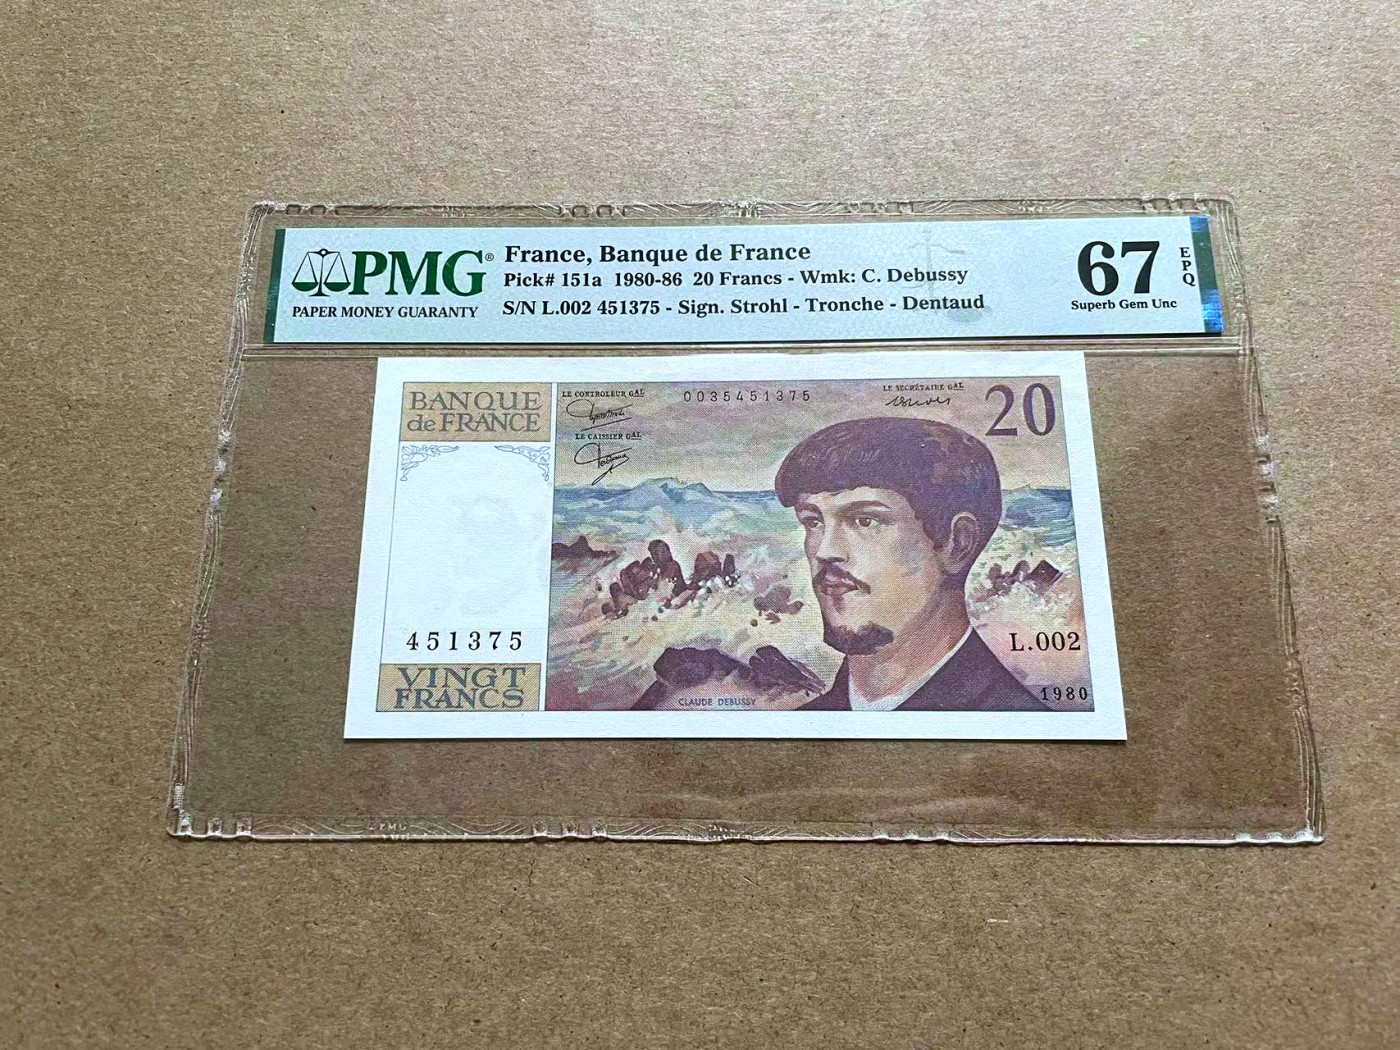 PMG®
PAPER MONEY GUARANTY
France, Banque de France
Pick# 151a 1980-86 20 Francs - Wmk: C. Debussy
S/N L.002 451375 - Sign. Strohl - Tronche - Dentaud
67
EPQ
Superb Gem Unc
BANQUE
de FRANCE
LE CONTROLEUR GAL
0035451375
LE SECRÉTAIRE GAL
20
LE CAISSIER GAL
451375
L.002
VINGT
FRANCS
CLAUDE DEBUSSY
1980